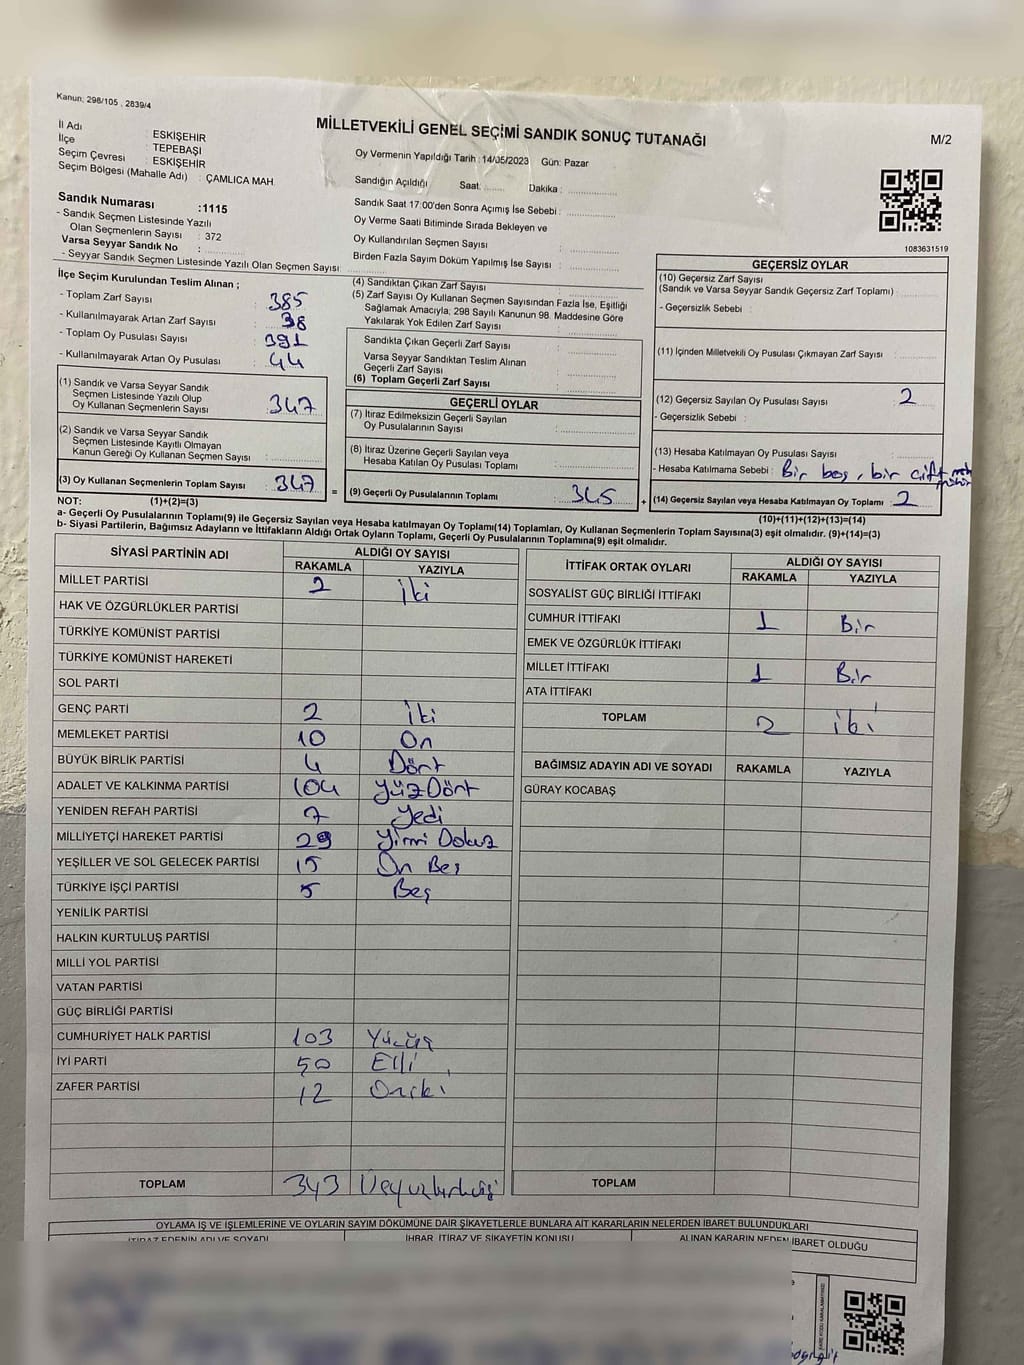 Kanun; 298/105 , 2839/4
MİLLETVEKİLİ GENEL SEÇİMİ SANDIK SONUÇ TUTANAĞI
M/2
İl Adı : ESKİŞEHİR
İlçe : TEPEBAŞI
Seçim Çevresi : ESKİŞEHİR
Seçim Bölgesi (Mahalle Adı) : ÇAMLICA MAH.
Sandık Numarası :1115
- Sandık Seçmen Listesinde Yazılı
Olan Seçmenlerin Sayısı : 372
Varsa Seyyar Sandık No :
- Seyyar Sandık Seçmen Listesinde Yazılı Olan Seçmen Sayısı:
Oy Vermenin Yapıldığı Tarih : 14/05/2023 Gün: Pazar
Sandığın Açıldığı Saat: Dakika :
Sandık Saat 17:00'den Sonra Açımış İse Sebebi :
Oy Verme Saati Bitiminde Sırada Bekleyen ve
Oy Kullandırılan Seçmen Sayısı :
Birden Fazla Sayım Döküm Yapılmış İse Sayısı :
1083631519
İlçe Seçim Kurulundan Teslim Alınan ;
- Toplam Zarf Sayısı : 385
- Kullanılmayarak Artan Zarf Sayısı : 38
- Toplam Oy Pusulası Sayısı : 391
- Kullanılmayarak Artan Oy Pusulası : 44
(1) Sandık ve Varsa Seyyar Sandık
Seçmen Listesinde Yazılı Olup
Oy Kullanan Seçmenlerin Sayısı : 347
(2) Sandık ve Varsa Seyyar Sandık
Seçmen Listesinde Kayıtlı Olmayan
Kanun Gereği Oy Kullanan Seçmen Sayısı :
(3) Oy Kullanan Seçmenlerin Toplam Sayısı : 347
(4) Sandıktan Çıkan Zarf Sayısı :
(5) Zarf Sayısı Oy Kullanan Seçmen Sayısından Fazla İse, Eşitliği
Sağlamak Amacıyla, 298 Sayılı Kanunun 98. Maddesine Göre
Yakılarak Yok Edilen Zarf Sayısı :
Sandıkta Çıkan Geçerli Zarf Sayısı :
Varsa Seyyar Sandıktan Teslim Alınan
Geçerli Zarf Sayısı :
(6) Toplam Geçerli Zarf Sayısı :
GEÇERLİ OYLAR
(7) İtiraz Edilmeksizin Geçerli Sayılan
Oy Pusulalarının Sayısı :
(8) İtiraz Üzerine Geçerli Sayılan veya
Hesaba Katılan Oy Pusulası Toplamı :
= (9) Geçerli Oy Pusulalarının Toplamı : 345 +
GEÇERSİZ OYLAR
(10) Geçersiz Zarf Sayısı
(Sandık ve Varsa Seyyar Sandık Geçersiz Zarf Toplamı) :
- Geçersizlik Sebebi :
(11) İçinden Milletvekili Oy Pusulası Çıkmayan Zarf Sayısı :
(12) Geçersiz Sayılan Oy Pusulası Sayısı : 2
- Geçersizlik Sebebi :
(13) Hesaba Katılmayan Oy Pusulası Sayısı :
- Hesaba Katılmama Sebebi : Bir boş, bir çift mühür
(14) Geçersiz Sayılan veya Hesaba Katılmayan Oy Toplamı : 2
NOT: (1)+(2)=(3)
(10)+(11)+(12)+(13)=(14)
a- Geçerli Oy Pusulalarının Toplamı(9) ile Geçersiz Sayılan veya Hesaba katılmayan Oy Toplamı(14) Toplamları, Oy Kullanan Seçmenlerin Toplam Sayısına(3) eşit olmalıdır. (9)+(14)=(3)
b- Siyasi Partilerin, Bağımsız Adayların ve İttifakların Aldığı Ortak Oyların Toplamı, Geçerli Oy Pusulalarının Toplamına(9) eşit olmalıdır.
SİYASİ PARTİNİN ADI ALDIĞI OY SAYISI
RAKAMLA YAZIYLA
MİLLET PARTİSİ 2 iki
HAK VE ÖZGÜRLÜKLER PARTİSİ
TÜRKİYE KOMÜNİST PARTİSİ
TÜRKİYE KOMÜNİST HAREKETİ
SOL PARTİ
GENÇ PARTİ 2 iki
MEMLEKET PARTİSİ 10 On
BÜYÜK BİRLİK PARTİSİ 4 Dört
ADALET VE KALKINMA PARTİSİ 104 YüzDört
YENİDEN REFAH PARTİSİ 7 Yedi
MİLLİYETÇİ HAREKET PARTİSİ 29 Yirmi Dokuz
YEŞİLLER VE SOL GELECEK PARTİSİ 15 On Beş
TÜRKİYE İŞÇİ PARTİSİ 5 Beş
YENİLİK PARTİSİ
HALKIN KURTULUŞ PARTİSİ
MİLLİ YOL PARTİSİ
VATAN PARTİSİ
GÜÇ BİRLİĞİ PARTİSİ
CUMHURİYET HALK PARTİSİ 103 Yüzüç
İYİ PARTİ 50 Elli
ZAFER PARTİSİ 12 Oniki
TOPLAM 343
İTTİFAK ORTAK OYLARI ALDIĞI OY SAYISI
RAKAMLA YAZIYLA
SOSYALİST GÜÇ BİRLİĞİ İTTİFAKI
CUMHUR İTTİFAKI 1 Bir
EMEK VE ÖZGÜRLÜK İTTİFAKI
MİLLET İTTİFAKI 1 Bir
ATA İTTİFAKI
TOPLAM 2 iki
BAĞIMSIZ ADAYIN ADI VE SOYADI RAKAMLA YAZIYLA
GÜRAY KOCABAŞ
TOPLAM
OYLAMA İŞ VE İŞLEMLERİNE VE OYLARIN SAYIM DÖKÜMÜNE DAİR ŞİKAYETLERLE BUNLARA AİT KARARLARIN NELERDEN İBARET BULUNDUKLARI
İTİRAZ EDENİN ADI VE SOYADI İHBAR, İTİRAZ VE ŞİKAYETİN KONUSU ALINAN KARARIN NEDEN İBARET OLDUĞU